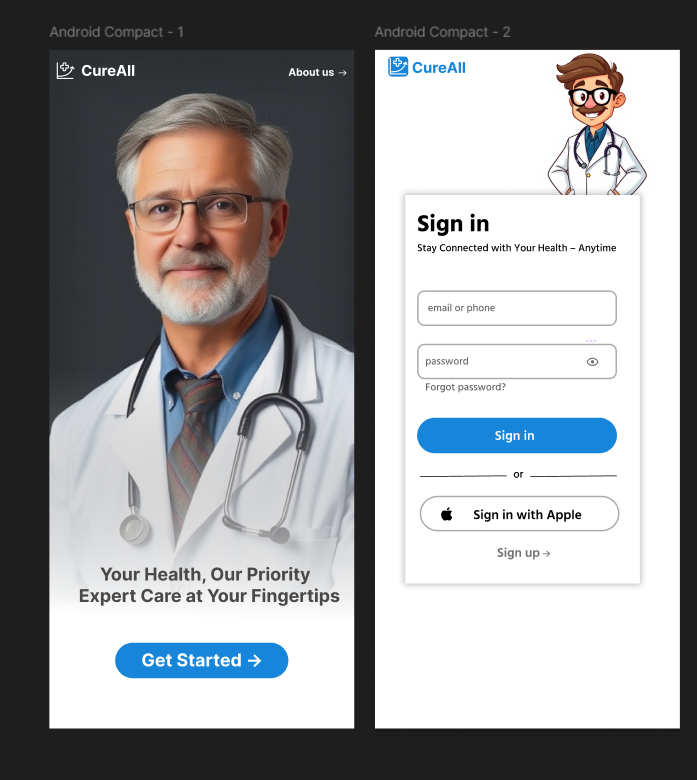 Android Compact - 1
CureAll
About us →
Your Health, Our Priority
Expert Care at Your Fingertips
Get Started →
Android Compact - 2
CureAll
Sign in
Stay Connected with Your Health – Anytime
email or phone
password
Forgot password?
Sign in
or
Sign in with Apple
Sign up →